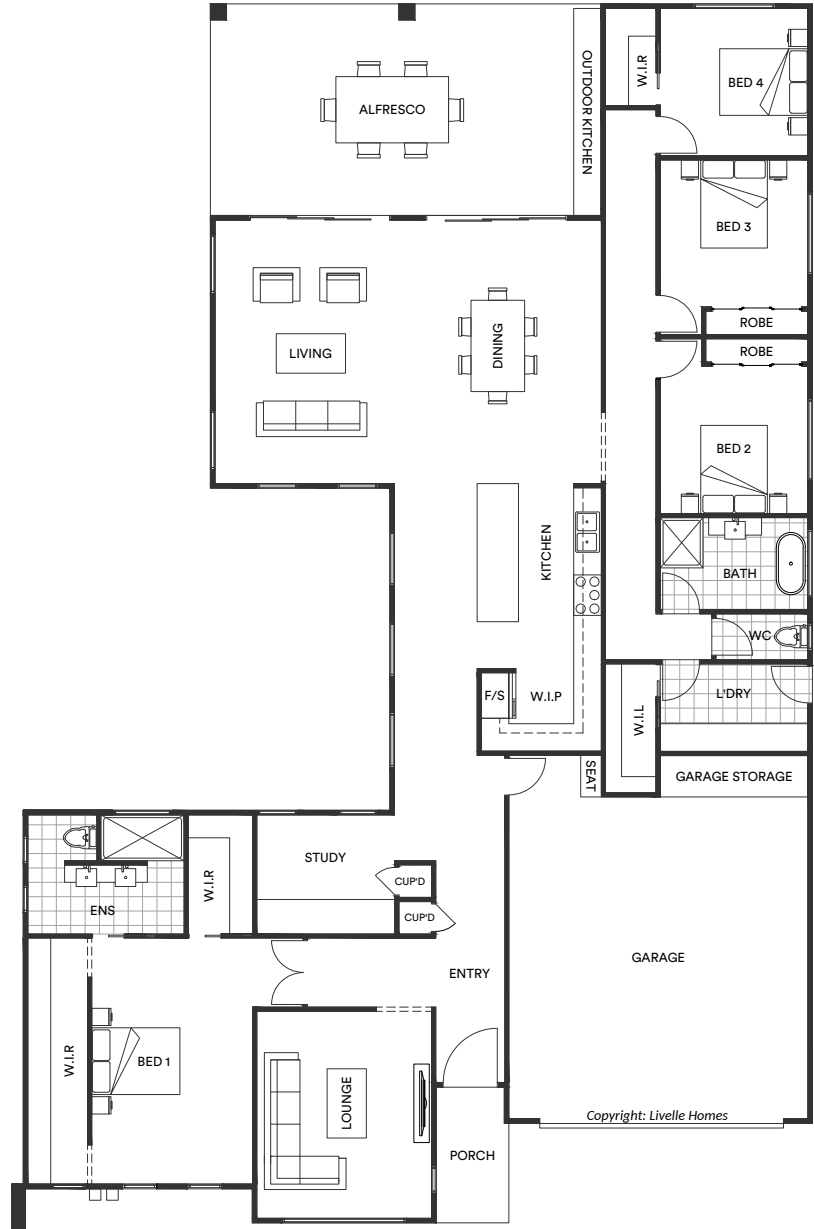 OUTDOOR KITCHEN
W.I.R
BED 4
ALFRESCO
BED 3
ROBE
ROBE
LIVING
DINING
BED 2
KITCHEN
BATH
WC
F/S
W.I.P
W.I.L
L'DRY
SEAT
GARAGE STORAGE
STUDY
CUP'D
W.I.R
CUP'D
ENS
GARAGE
ENTRY
W.I.R
BED 1
LOUNGE
Copyright: Livelle Homes
PORCH